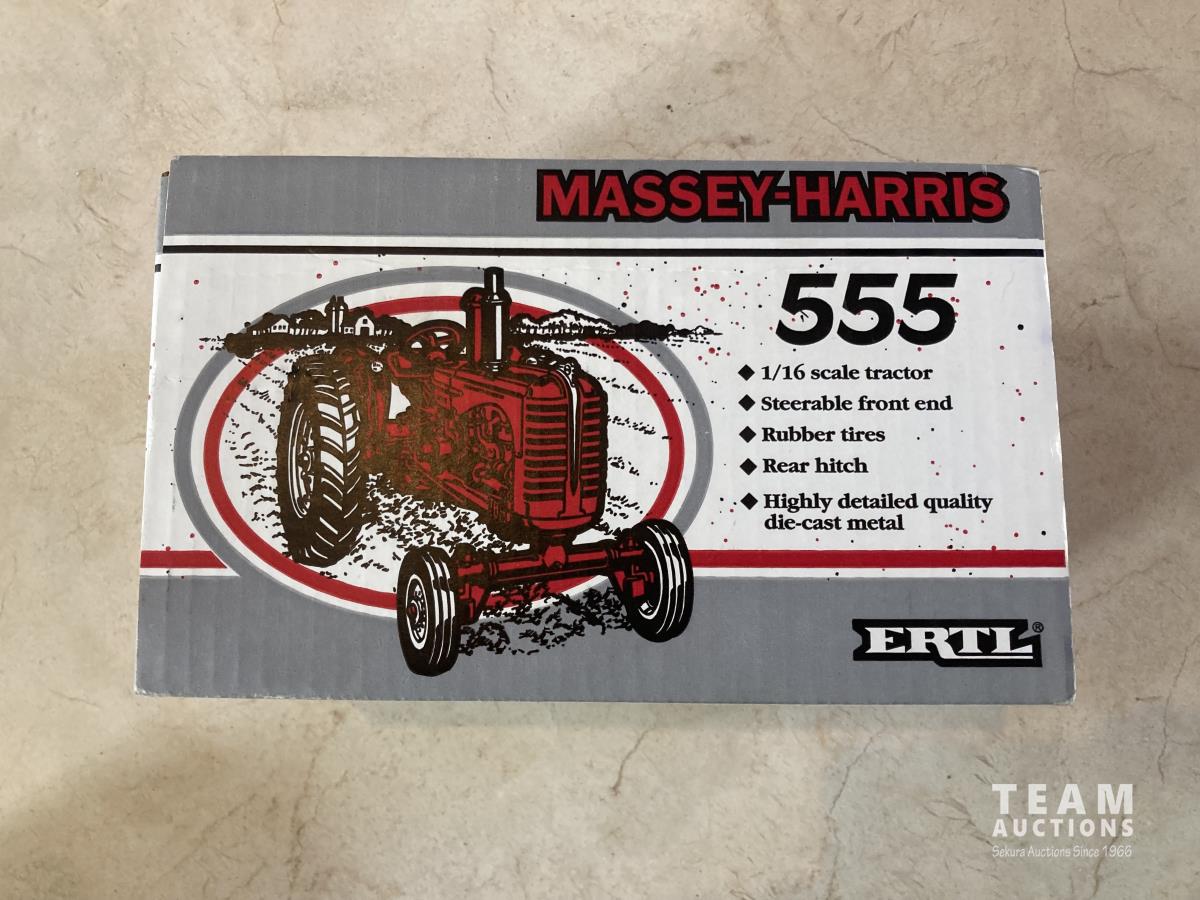 MASSEY-HARRIS
555
◆ 1/16 scale tractor
◆ Steerable front end
◆ Rubber tires
◆ Rear hitch
◆ Highly detailed quality
die-cast metal
ERTL®
TEAM
AUCTIONS
Sekura Auctions Since 1966